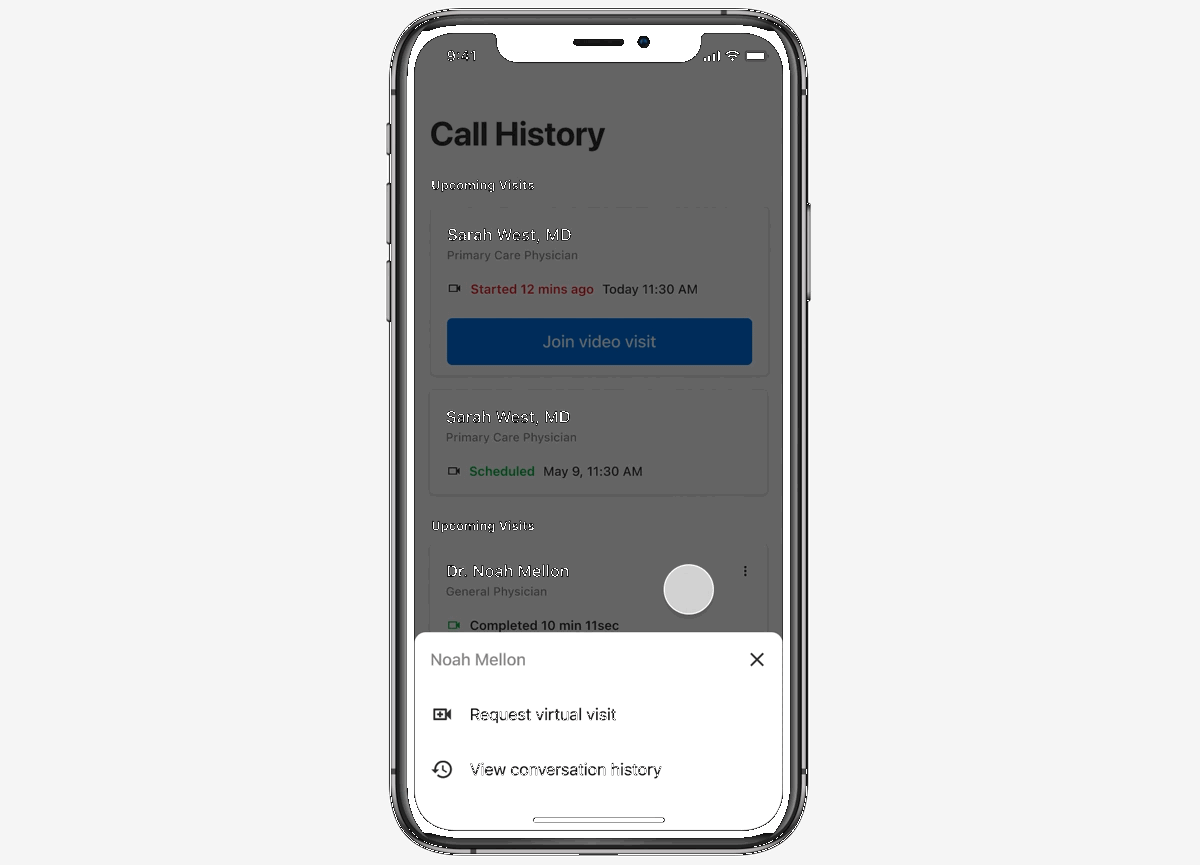 9:41
Call History
Upcoming Visits
Sarah West, MD
Primary Care Physician
Started 12 mins ago Today 11:30 AM
Join video visit
Sarah West, MD
Primary Care Physician
Scheduled May 9, 11:30 AM
Upcoming Visits
Dr. Noah Mellon
General Physician
Completed 10 min 11sec
Noah Mellon
Request virtual visit
View conversation history